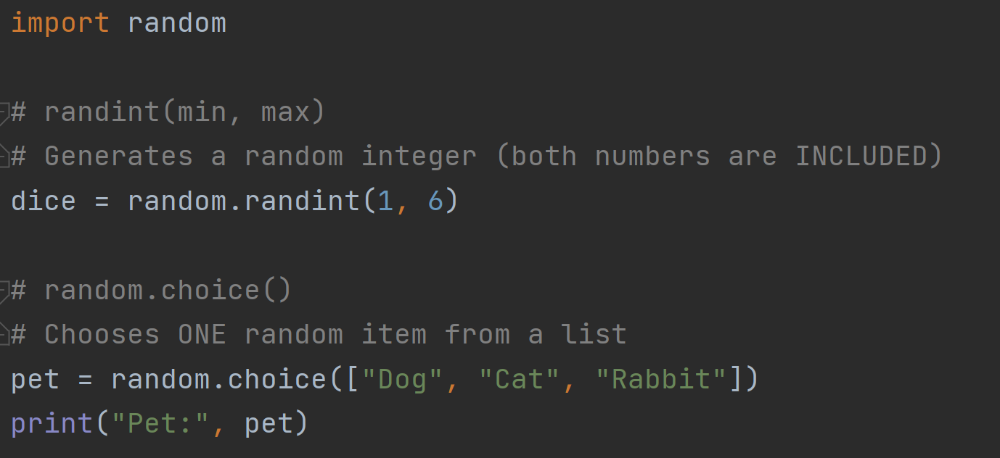 import random
# randint(min, max)
# Generates a random integer (both numbers are INCLUDED)
dice = random.randint(1, 6)
# random.choice()
# Chooses ONE random item from a list
pet = random.choice(["Dog", "Cat", "Rabbit"])
print("Pet:", pet)